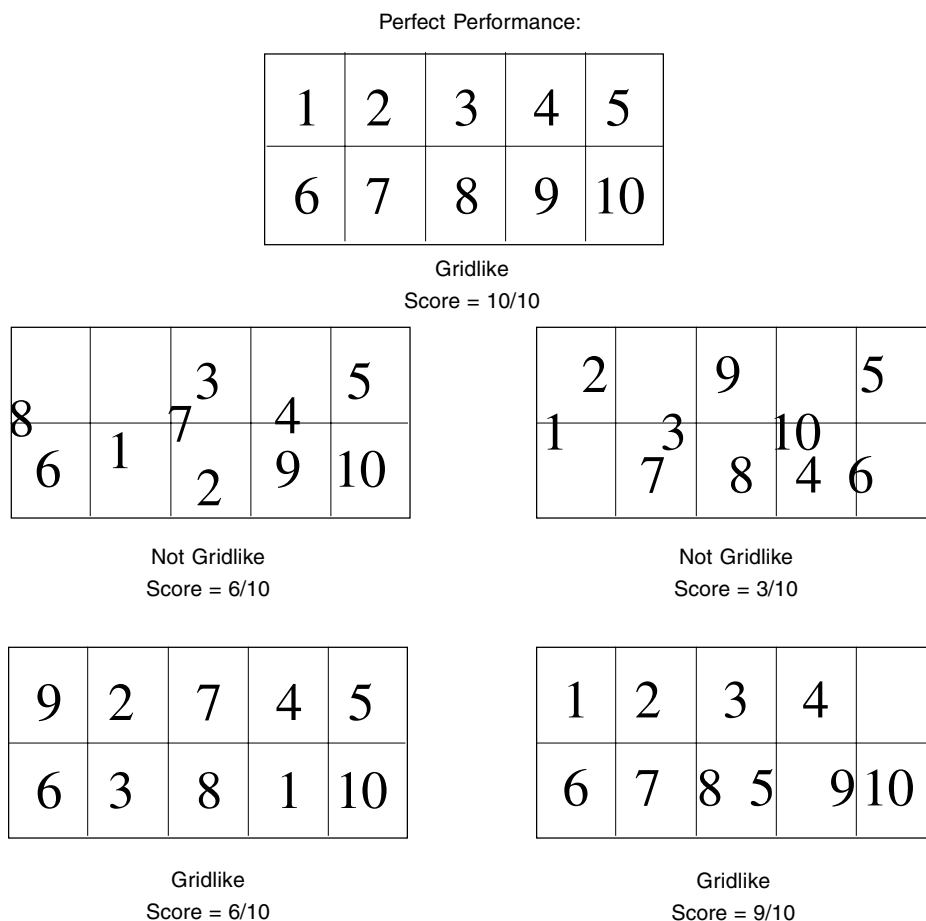 Perfect Performance:
1 2 3 4 5
6 7 8 9 10
Gridlike
Score = 10/10
3 5
8 7 4
6 1 2 9 10
Not Gridlike
Score = 6/10
2 9 5
1 3 10
7 8 4 6
Not Gridlike
Score = 3/10
9 2 7 4 5
6 3 8 1 10
Gridlike
Score = 6/10
1 2 3 4
6 7 8 5 9 10
Gridlike
Score = 9/10